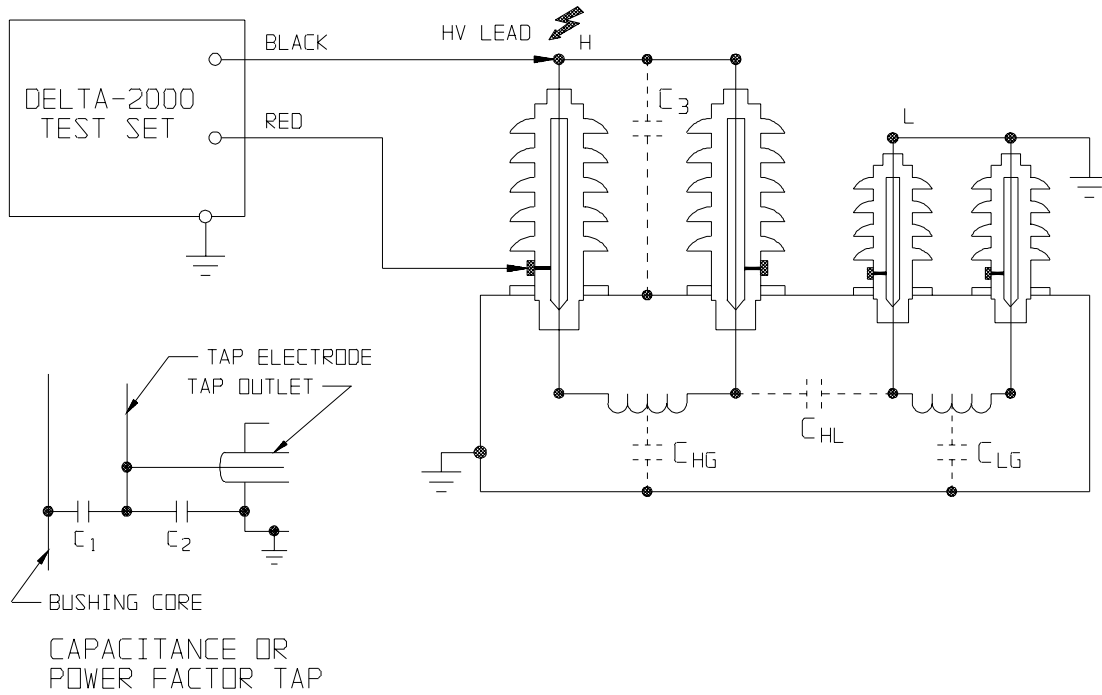 HV LEAD
H
BLACK
DELTA-2000
TEST SET
RED
C3
L
TAP ELECTRODE
TAP OUTLET
CHL
CHG
CLG
C1
C2
BUSHING CORE
CAPACITANCE OR
POWER FACTOR TAP